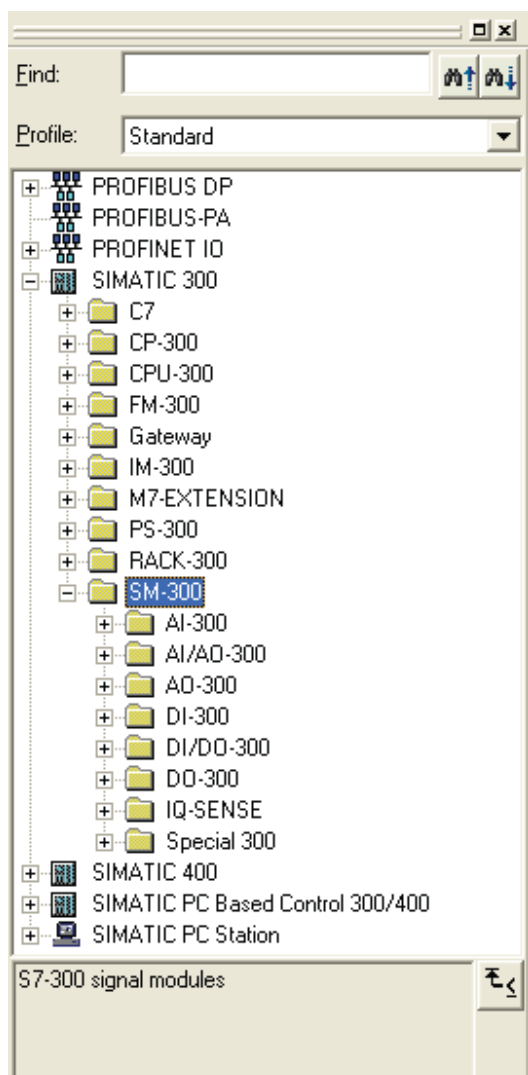 Find:
Profile: Standard
PROFIBUS DP
PROFIBUS-PA
PROFINET IO
SIMATIC 300
C7
CP-300
CPU-300
FM-300
Gateway
IM-300
M7-EXTENSION
PS-300
RACK-300
SM-300
AI-300
AI/AO-300
AO-300
DI-300
DI/DO-300
DO-300
IQ-SENSE
Special 300
SIMATIC 400
SIMATIC PC Based Control 300/400
SIMATIC PC Station
S7-300 signal modules